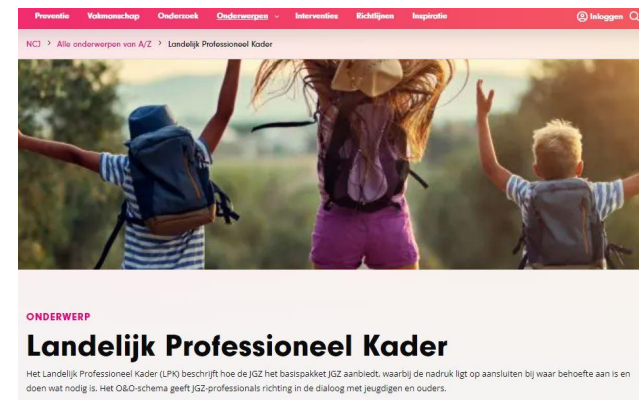 Preventie Vakmanschap Onderzoek Onderwerpen Interventies Richtlijnen Inspiratie Inloggen
NCJ > Alle onderwerpen van A/Z > Landelijk Professioneel Kader
ONDERWERP
Landelijk Professioneel Kader
Het Landelijk Professioneel Kader (LPK) beschrijft hoe de JGZ het basispakket JGZ aanbiedt, waarbij de nadruk ligt op aansluiten bij waar behoefte aan is en
doen wat nodig is. Het O&O-schema geeft JGZ-professionals richting in de dialoog met jeugdigen en ouders.